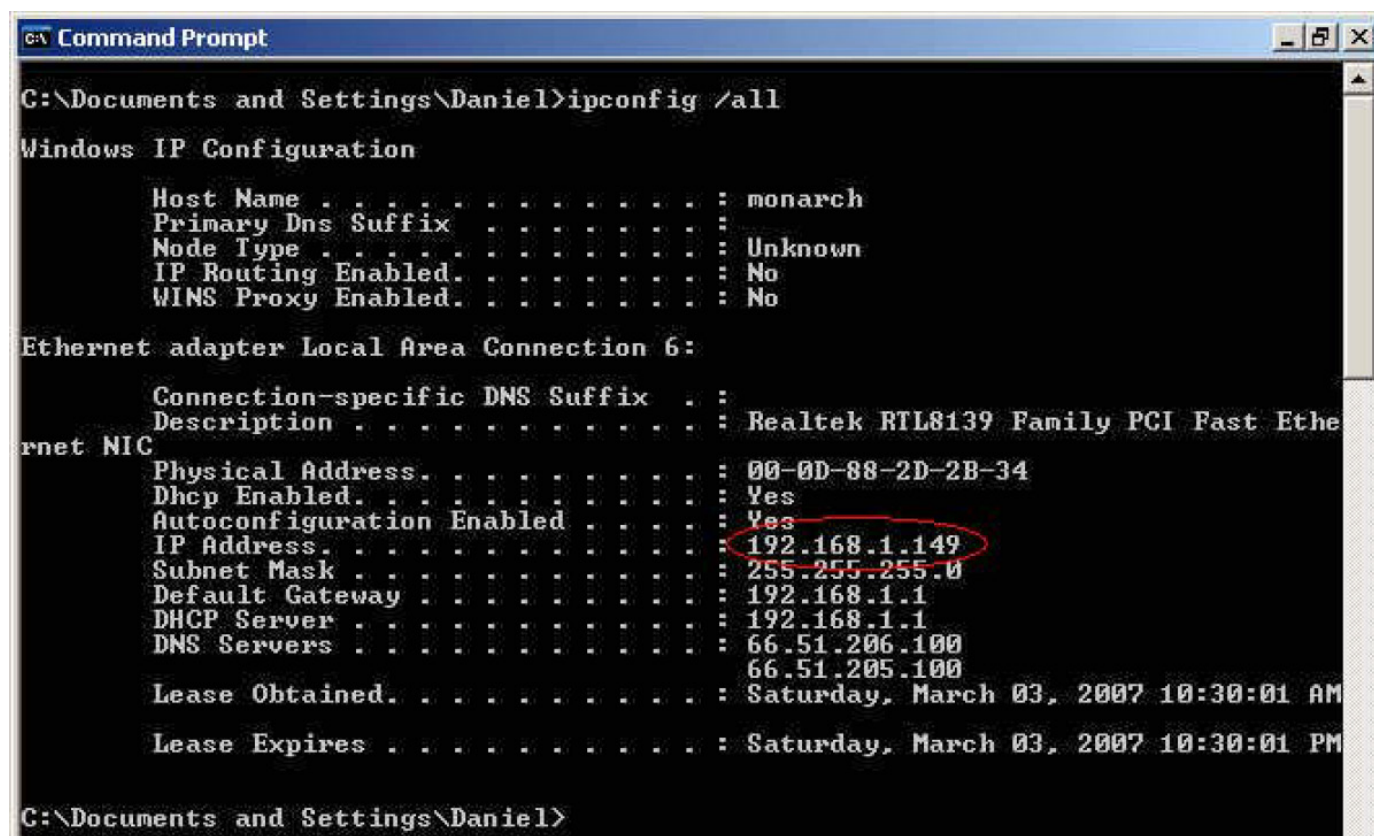 Command Prompt
C:\Documents and Settings\Daniel>ipconfig /all
Windows IP Configuration
Host Name . . . . . . . . . . . . : monarch
Primary Dns Suffix  . . . . . . . :
Node Type . . . . . . . . . . . . : Unknown
IP Routing Enabled. . . . . . . . : No
WINS Proxy Enabled. . . . . . . . : No
Ethernet adapter Local Area Connection 6:
Connection-specific DNS Suffix  . :
Description . . . . . . . . . . . : Realtek RTL8139 Family PCI Fast Ethe
rnet NIC
Physical Address. . . . . . . . . : 00-0D-88-2D-2B-34
Dhcp Enabled. . . . . . . . . . . : Yes
Autoconfiguration Enabled . . . . : Yes
IP Address. . . . . . . . . . . . : 192.168.1.149
Subnet Mask . . . . . . . . . . . : 255.255.255.0
Default Gateway . . . . . . . . . : 192.168.1.1
DHCP Server . . . . . . . . . . . : 192.168.1.1
DNS Servers . . . . . . . . . . . : 66.51.206.100
66.51.205.100
Lease Obtained. . . . . . . . . . : Saturday, March 03, 2007 10:30:01 AM
Lease Expires . . . . . . . . . . : Saturday, March 03, 2007 10:30:01 PM
C:\Documents and Settings\Daniel>